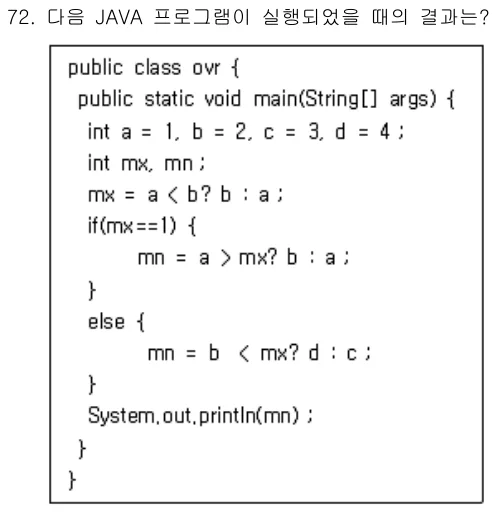 72. 다음 JAVA 프로그램이 실행되었을 때의 결과는?
public class ovr {
public static void main(String[] args) {
int a = 1, b = 2, c = 3, d = 4 ;
int mx, mn ;
mx = a < b? b : a ;
if(mx==1) {
mn = a > mx? b : a ;
}
else {
mn = b < mx? d : c ;
}
System.out.println(mn) ;
}
}